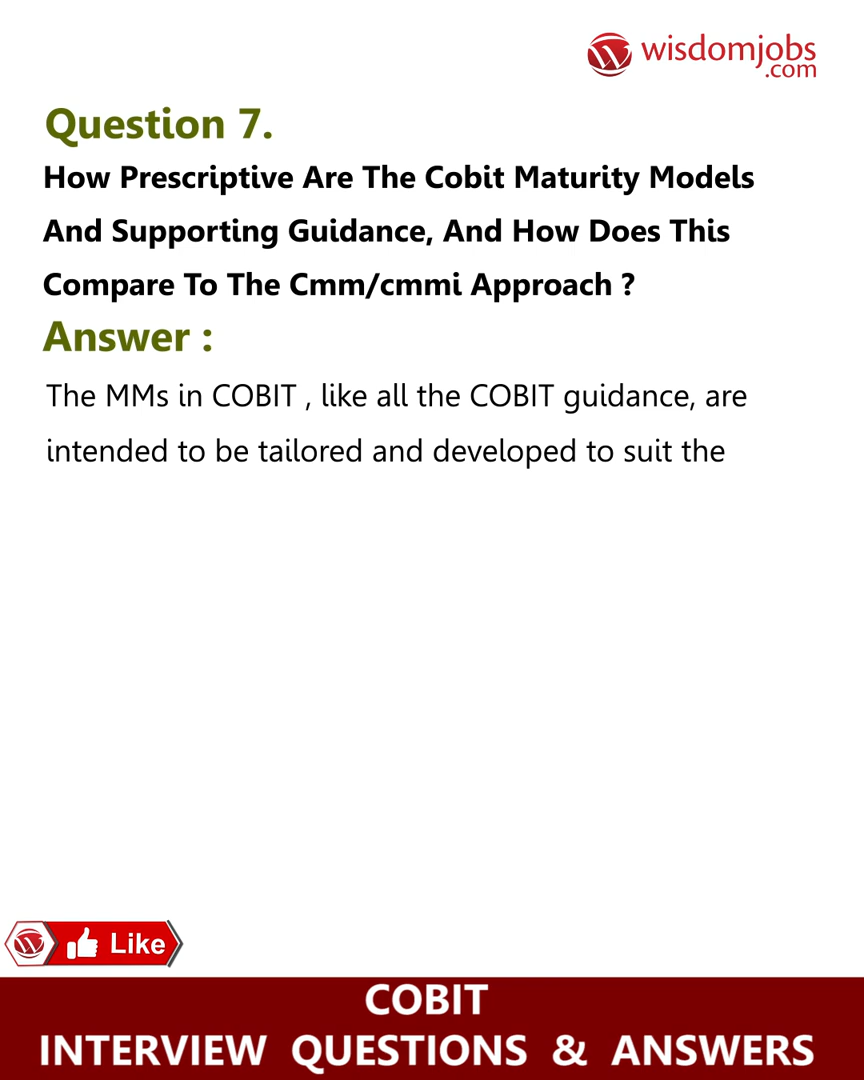 wisdomjobs
.com
Question 7.
How Prescriptive Are The Cobit Maturity Models
And Supporting Guidance, And How Does This
Compare To The Cmm/cmmi Approach ?
Answer :
The MMs in COBIT , like all the COBIT guidance, are
intended to be tailored and developed to suit the
Like
COBIT
INTERVIEW QUESTIONS & ANSWERS